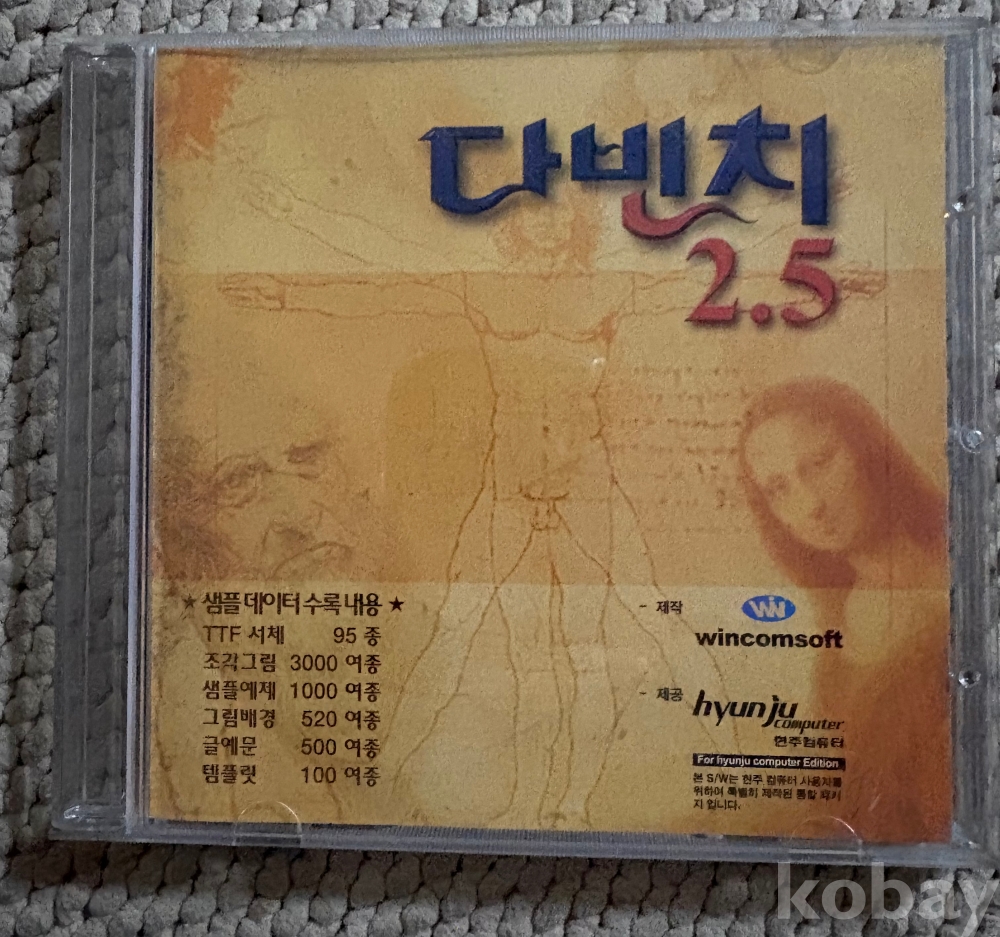 다빈치
2.5
★ 샘플 데이터 수록 내용 ★
TTF 서체 95 종
조각그림 3000 여종
샘플예제 1000 여종
그림배경 520 여종
글예문 500 여종
템플릿 100 여종
- 제작
WIN
wincomsoft
- 제공
hyunju
computer
현주컴퓨터
For hyunju computer Edition
본 S/W는 현주 컴퓨터 사용자를
위하여 특별히 제작된 통합 패키
지 입니다.
kobay